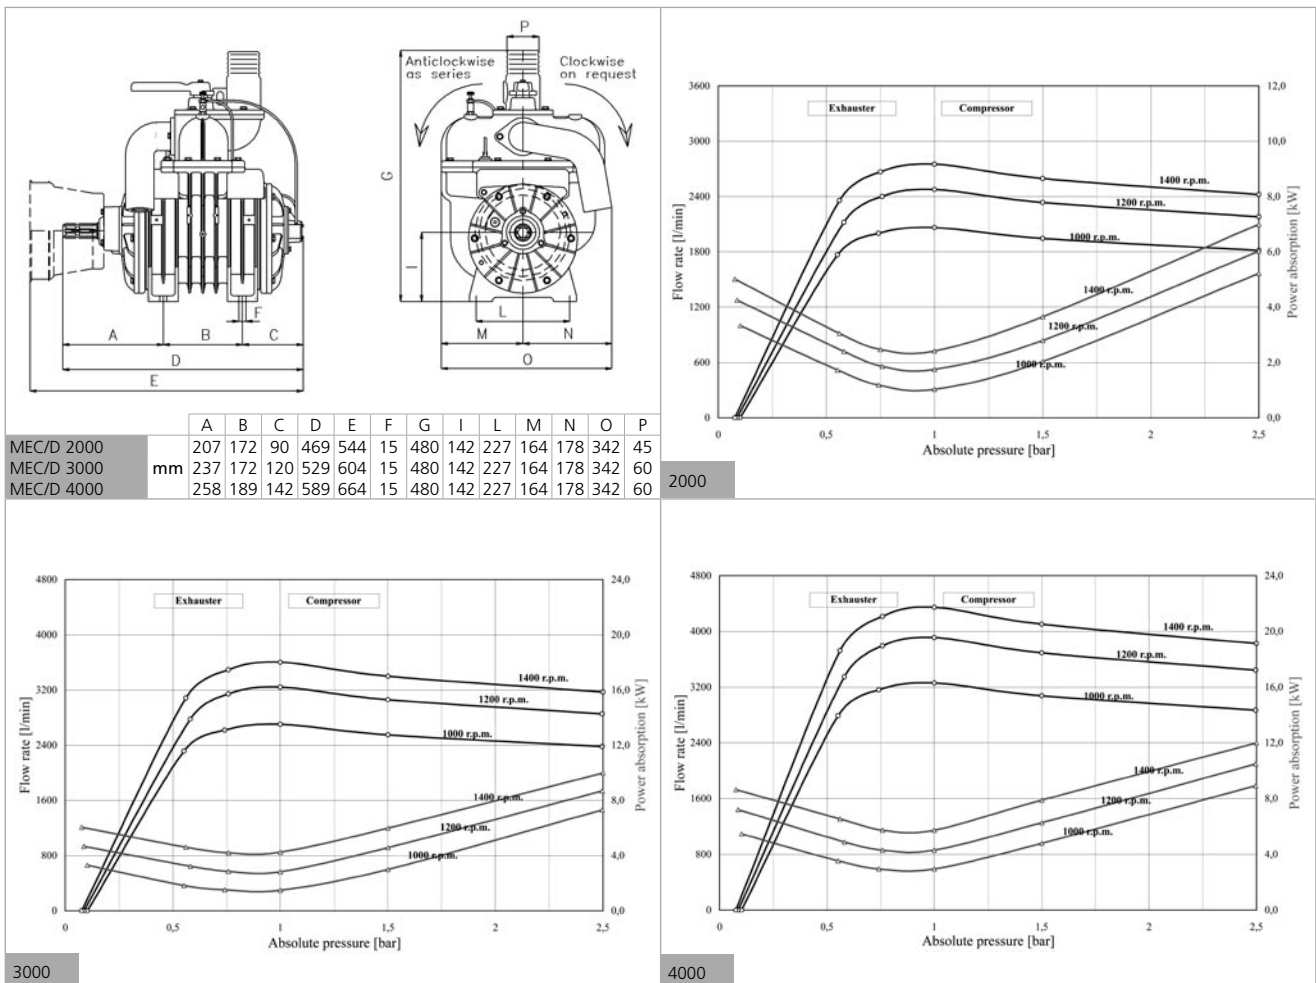 P
Anticlockwise
as series
Clockwise
on request
G
I
F
L
A
B
C
M
N
D
O
E
A B C D E F G I L M N O P
MEC/D 2000 207 172 90 469 544 15 480 142 227 164 178 342 45
MEC/D 3000 mm 237 172 120 529 604 15 480 142 227 164 178 342 60
MEC/D 4000 258 189 142 589 664 15 480 142 227 164 178 342 60
3600
3000
2400
1800
1200
600
0
Flow rate [l/min]
12,0
10,0
8,0
6,0
4,0
2,0
0,0
Power absorption [kW]
Exhauster
Compressor
1400 r.p.m.
1200 r.p.m.
1000 r.p.m.
1400 r.p.m.
1200 r.p.m.
1000 r.p.m.
0 0,5 1 1,5 2 2,5
Absolute pressure [bar]
2000
4800
4000
3200
2400
1600
800
0
Flow rate [l/min]
24,0
20,0
16,0
12,0
8,0
4,0
0,0
Power absorption [kW]
Exhauster
Compressor
1400 r.p.m.
1200 r.p.m.
1000 r.p.m.
1400 r.p.m.
1200 r.p.m.
1000 r.p.m.
0 0,5 1 1,5 2 2,5
Absolute pressure [bar]
3000
4800
4000
3200
2400
1600
800
0
Flow rate [l/min]
24,0
20,0
16,0
12,0
8,0
4,0
0,0
Power absorption [kW]
Exhauster
Compressor
1400 r.p.m.
1200 r.p.m.
1000 r.p.m.
1400 r.p.m.
1200 r.p.m.
1000 r.p.m.
0 0,5 1 1,5 2 2,5
Absolute pressure [bar]
4000